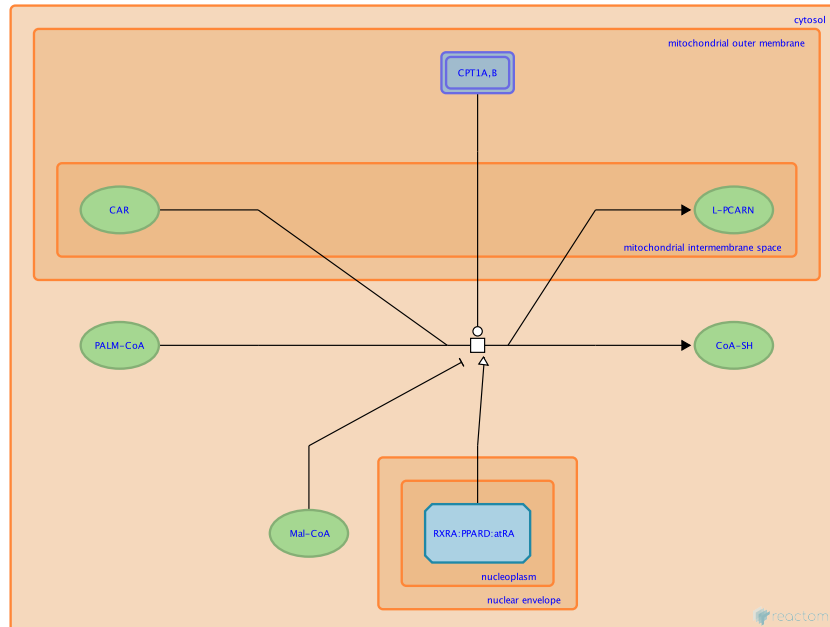 cytosol
mitochondrial outer membrane
CPT1A,B
CAR
L-PCARN
mitochondrial intermembrane space
PALM-CoA
CoA-SH
Mal-CoA
RXRA:PPARD:atRA
nucleoplasm
nuclear envelope
reactom